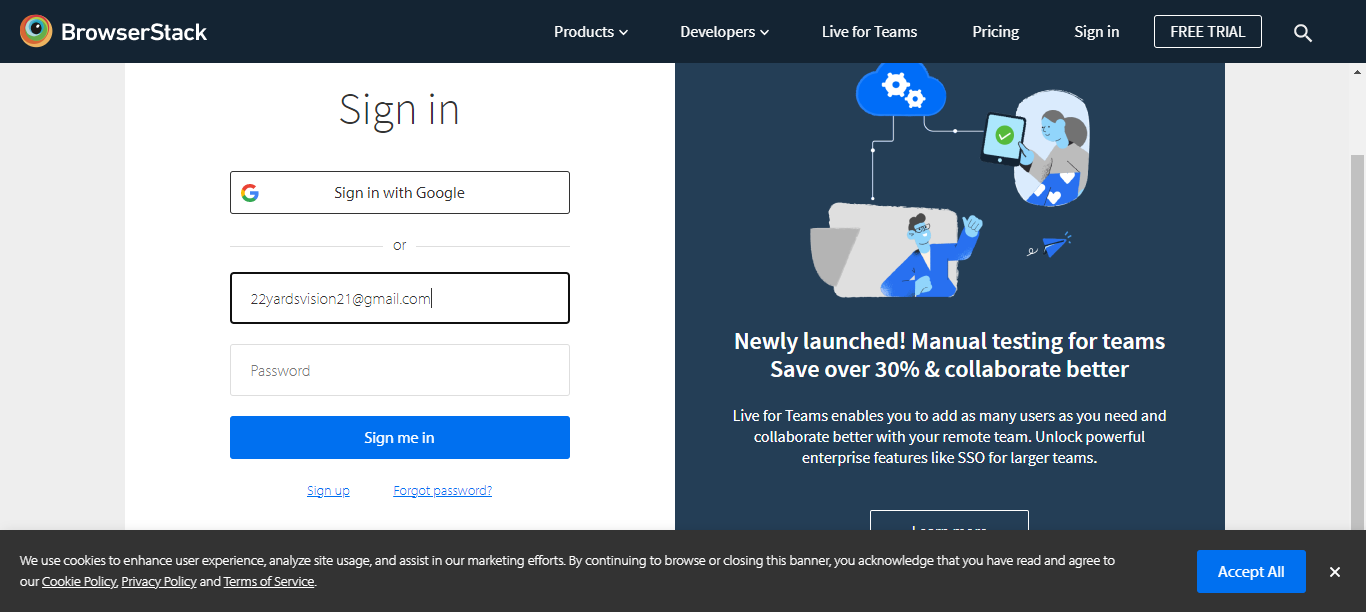 BrowserStack
Products
Developers
Live for Teams
Pricing
Sign in
FREE TRIAL
Sign in
Sign in with Google
or
22yardsvision21@gmail.com
Password
Sign me in
Sign up
Forgot password?
Newly launched! Manual testing for teams
Save over 30% & collaborate better
Live for Teams enables you to add as many users as you need and
collaborate better with your remote team. Unlock powerful
enterprise features like SSO for larger teams.
Learn more
We use cookies to enhance user experience, analyze site usage, and assist in our marketing efforts. By continuing to browse or closing this banner, you acknowledge that you have read and agree to
our Cookie Policy, Privacy Policy and Terms of Service.
Accept All